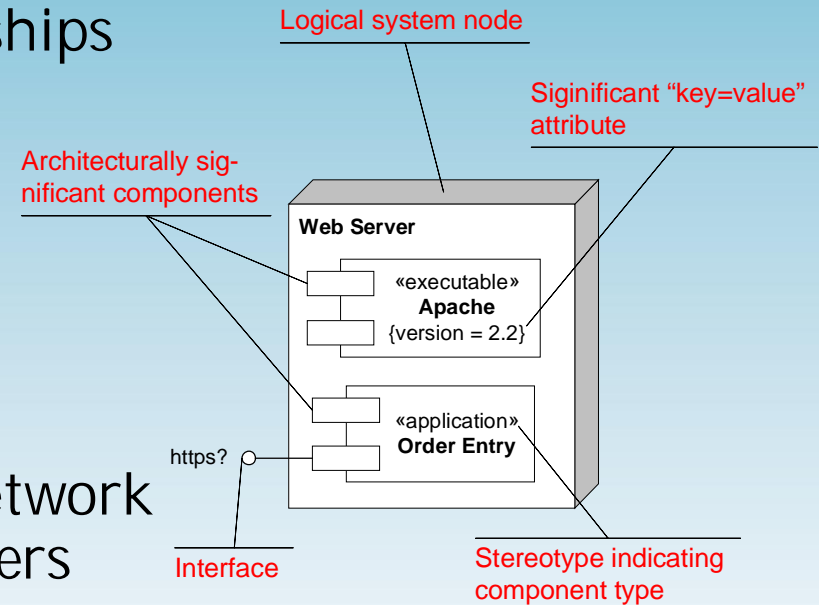 ships
Logical system node
Siginificant “key=value”
attribute
Architecturally sig-
nificant components
Web Server
«executable»
Apache
{version = 2.2}
«application»
Order Entry
https?
etwork
ers
Interface
Stereotype indicating
component type